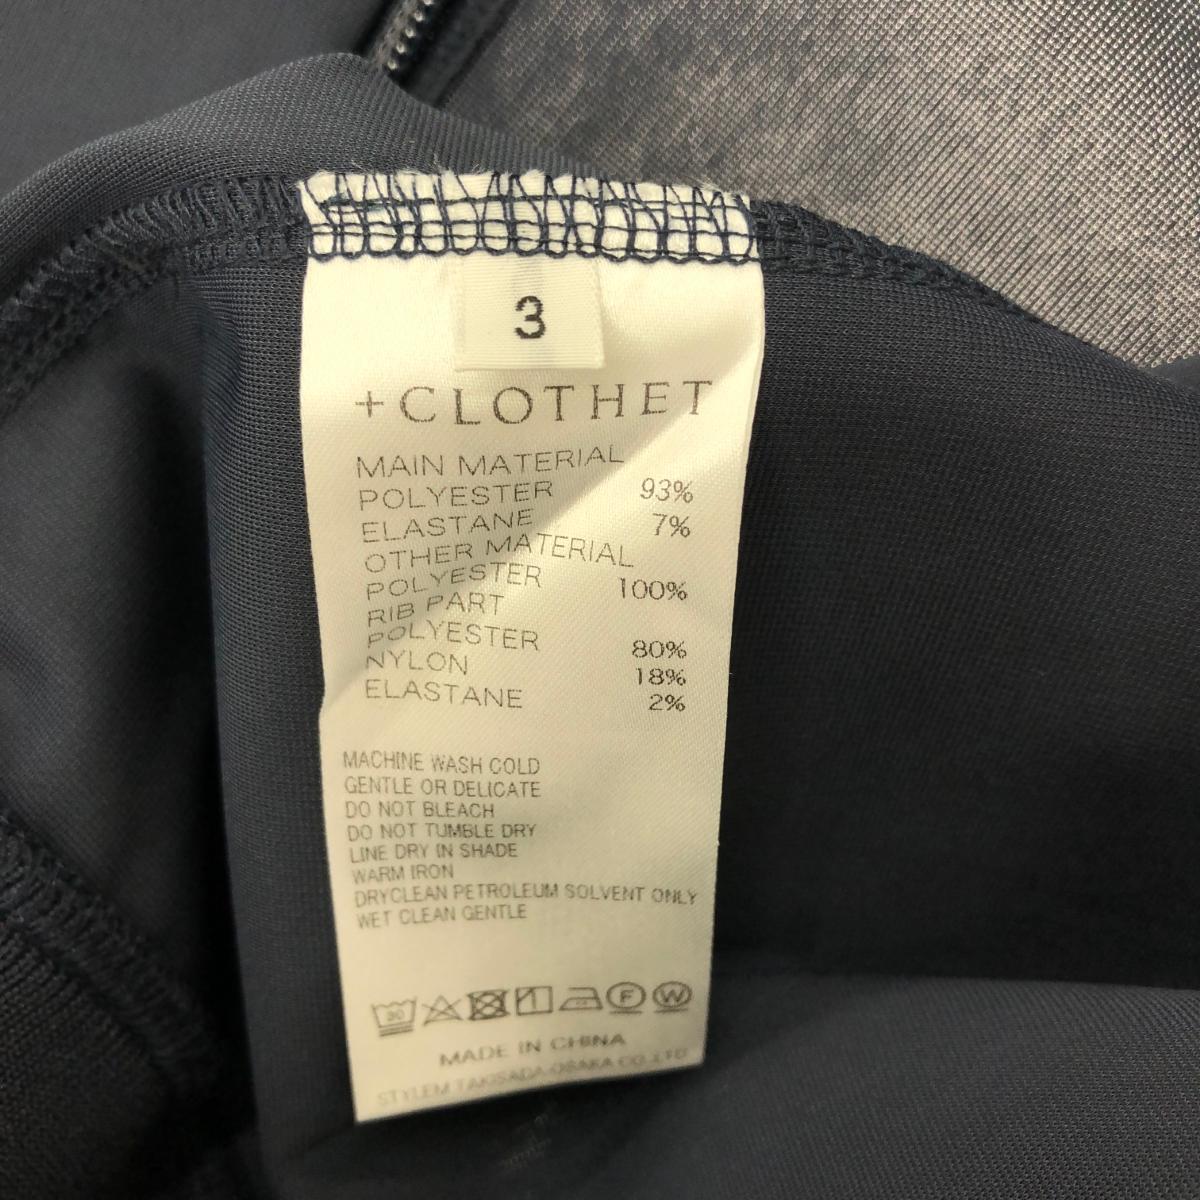 3
+CLOTHET
MAIN MATERIAL
POLYESTER 93%
ELASTANE 7%
OTHER MATERIAL
POLYESTER 100%
RIB PART
POLYESTER 80%
NYLON 18%
ELASTANE 2%
MACHINE WASH COLD
GENTLE OR DELICATE
DO NOT BLEACH
DO NOT TUMBLE DRY
LINE DRY IN SHADE
WARM IRON
DRYCLEAN PETROLEUM SOLVENT ONLY
WET CLEAN GENTLE
30 F W
MADE IN CHINA
STYLEM TAKISADA-OSAKA CO.,LTD